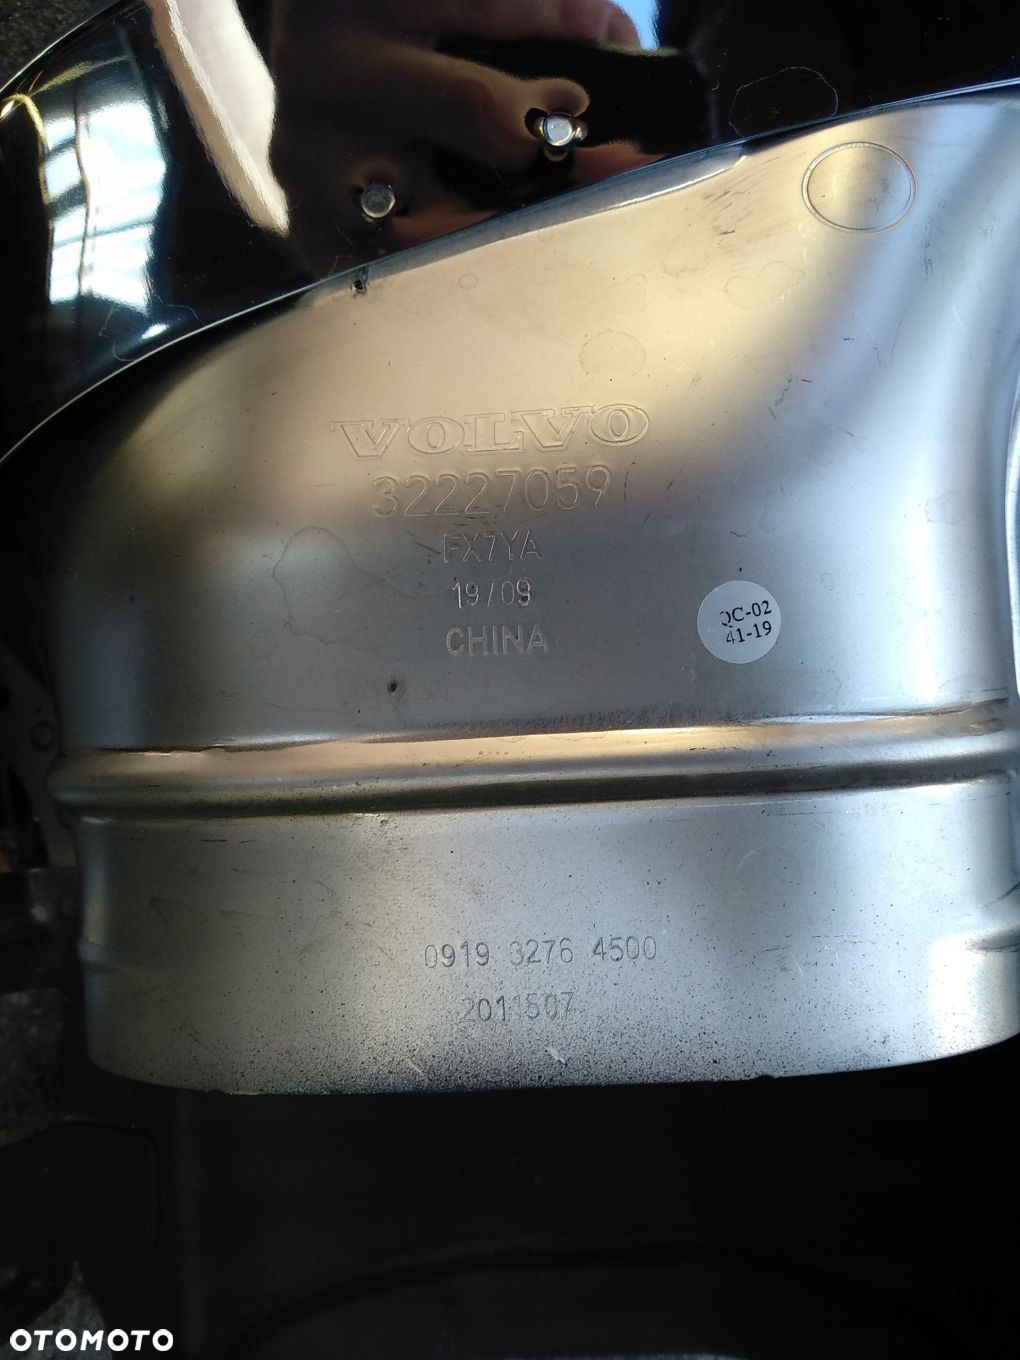 VOLVO
32227059
FX7YA
19/09
CHINA
QC-02
41-19
0919 3276 4500
2011507
OTOMOTO